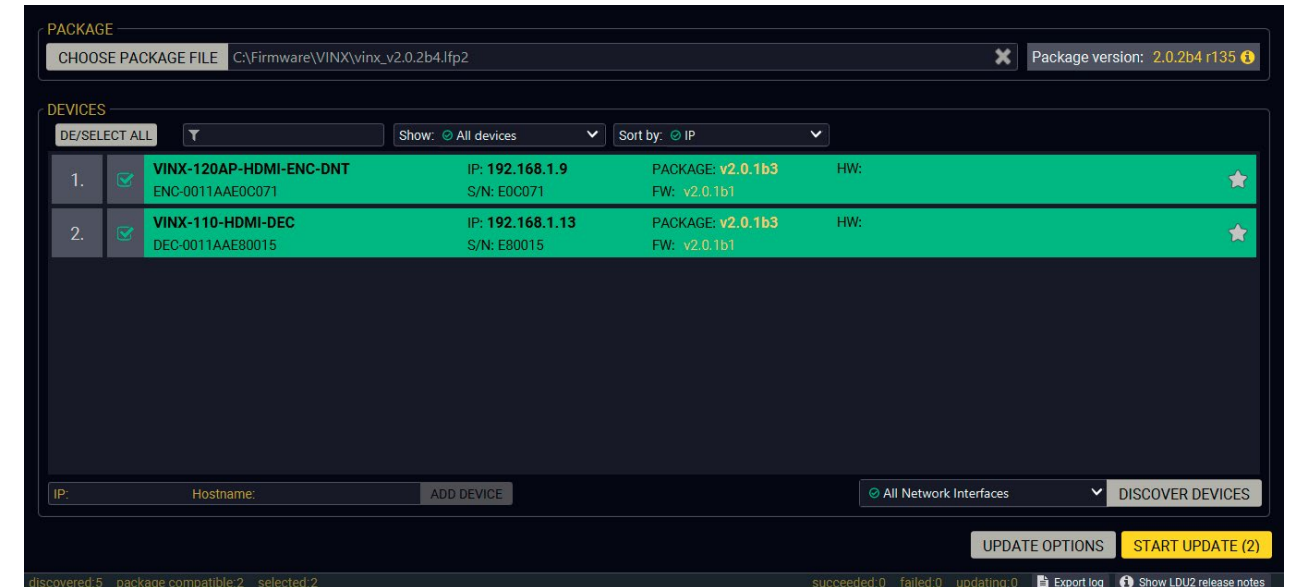 PACKAGE
CHOOSE PACKAGE FILE C:\Firmware\VINX\vinx_v2.0.2b4.lfp2 Package version: 2.0.2b4 r135
DEVICES
DE/SELECT ALL Show: All devices Sort by: IP
1. VINX-120AP-HDMI-ENC-DNT IP: 192.168.1.9 PACKAGE: v2.0.1b3 HW:
ENC-0011AAE0C071 S/N: E0C071 FW: v2.0.1b1
2. VINX-110-HDMI-DEC IP: 192.168.1.13 PACKAGE: v2.0.1b3 HW:
DEC-0011AAE80015 S/N: E80015 FW: v2.0.1b1
IP: Hostname: ADD DEVICE All Network Interfaces DISCOVER DEVICES
UPDATE OPTIONS START UPDATE (2)
discovered:5 package compatible:2 selected:2 succeeded:0 failed:0 updating:0 Export log Show LDU2 release notes